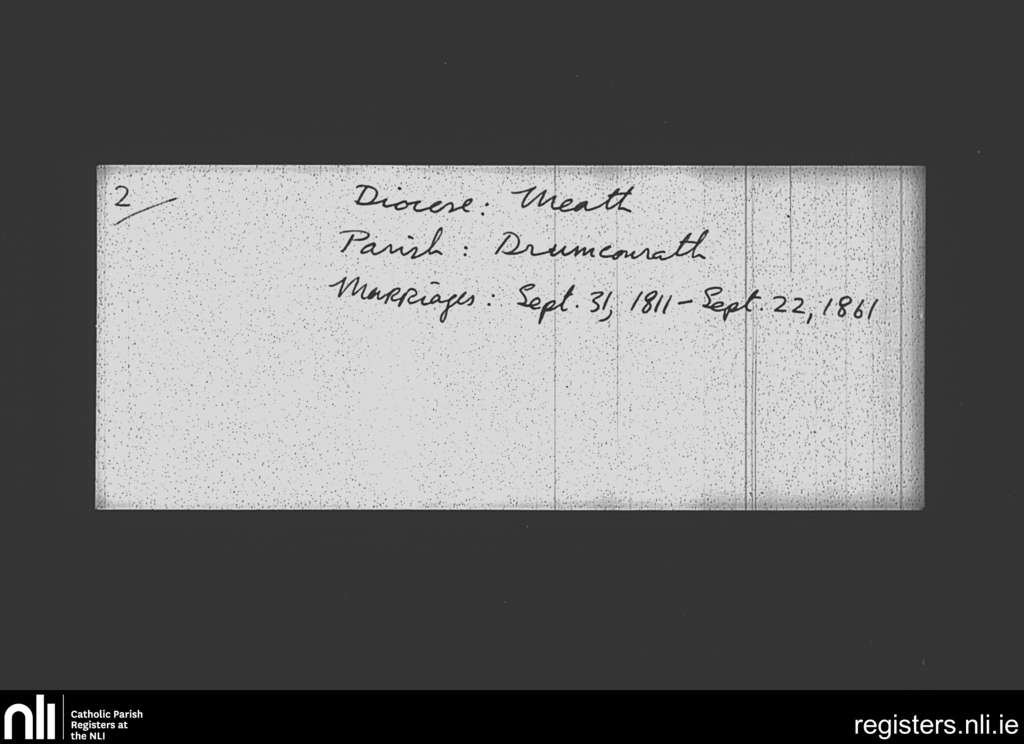 2
Diocese: Meath
Parish: Drumconrath
Marriages: Sept. 31, 1811 - Sept. 22, 1861
nli
Catholic Parish
Registers at
the NLI
registers.nli.ie